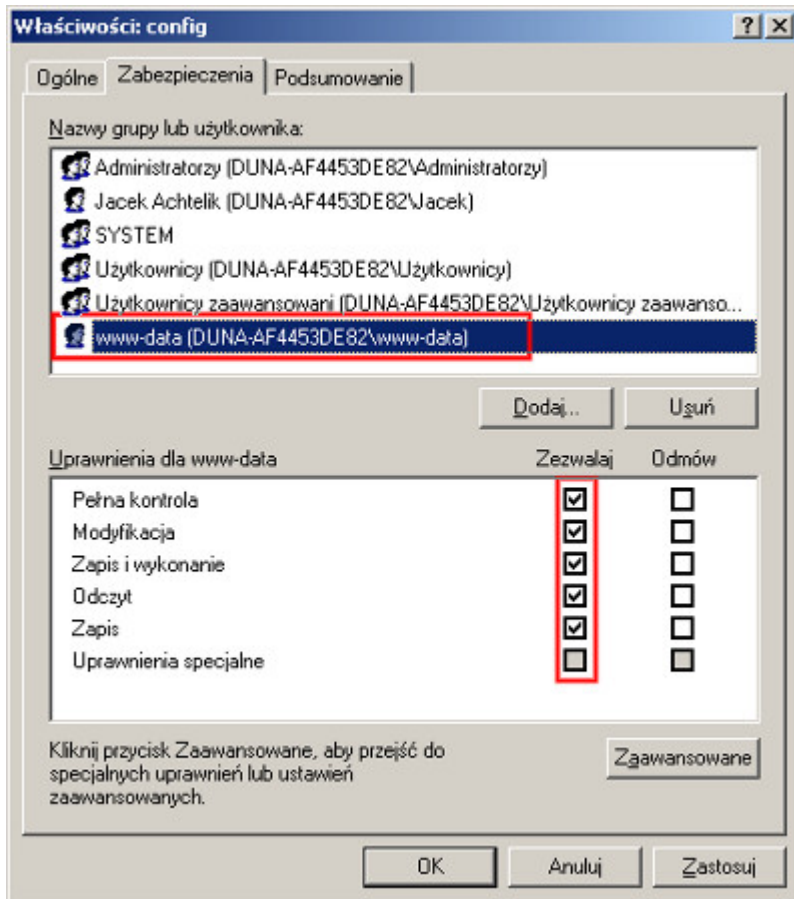 Właściwości: config
Ogólne Zabezpieczenia Podsumowanie
Nazwy grupy lub użytkownika:
Administratorzy (DUNA-AF4453DE82\Administratorzy)
Jacek Achtelik (DUNA-AF4453DE82\Jacek)
SYSTEM
Użytkownicy (DUNA-AF4453DE82\Użytkownicy)
Użytkownicy zaawansowani (DUNA-AF4453DE82\Użytkownicy zaawanso...
www-data (DUNA-AF4453DE82\www-data)
Dodaj... Usuń
Uprawnienia dla www-data Zezwalaj Odmów
Pełna kontrola
Modyfikacja
Zapis i wykonanie
Odczyt
Zapis
Uprawnienia specjalne
Kliknij przycisk Zaawansowane, aby przejść do
specjalnych uprawnień lub ustawień
zaawansowanych.
Zaawansowane
OK Anuluj Zastosuj